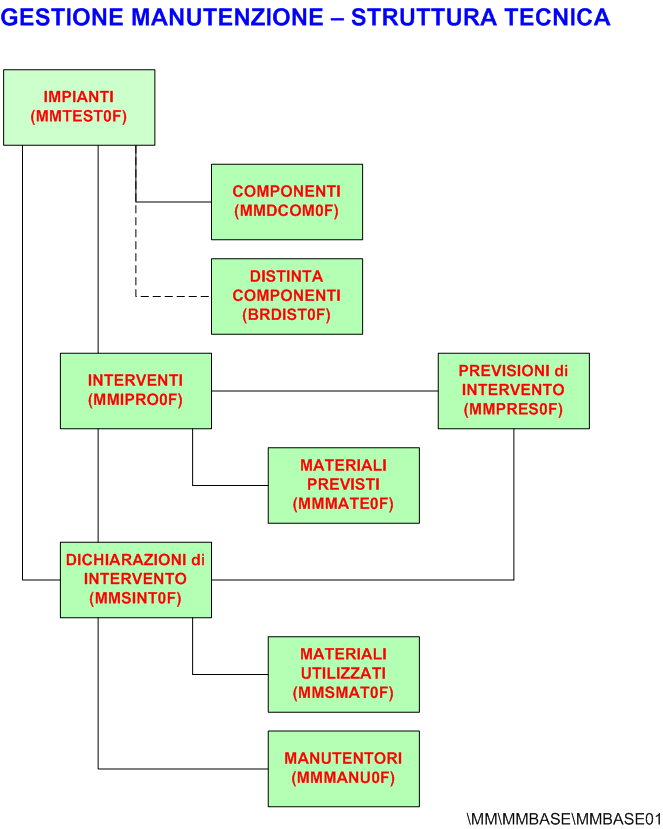 GESTIONE MANUTENZIONE – STRUTTURA TECNICA
IMPIANTI
(MMTEST0F)
COMPONENTI
(MMDCOM0F)
DISTINTA
COMPONENTI
(BRDIST0F)
INTERVENTI
(MMIPRO0F)
PREVISIONI di
INTERVENTO
(MMPRES0F)
MATERIALI
PREVISTI
(MMMATE0F)
DICHIARAZIONI di
INTERVENTO
(MMSINT0F)
MATERIALI
UTILIZZATI
(MMSMAT0F)
MANUTENTORI
(MMMANU0F)
\MM\MMBASE\MMBASE01